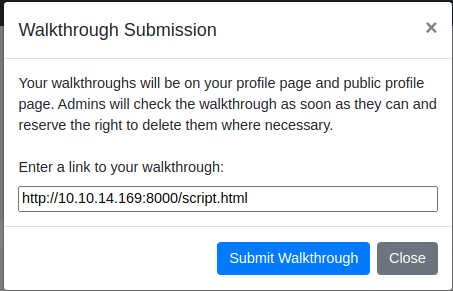 Walkthrough Submission
×
Your walkthroughs will be on your profile page and public profile
page. Admins will check the walkthrough as soon as they can and
reserve the right to delete them where necessary.
Enter a link to your walkthrough:
http://10.10.14.169:8000/script.html
Submit Walkthrough
Close